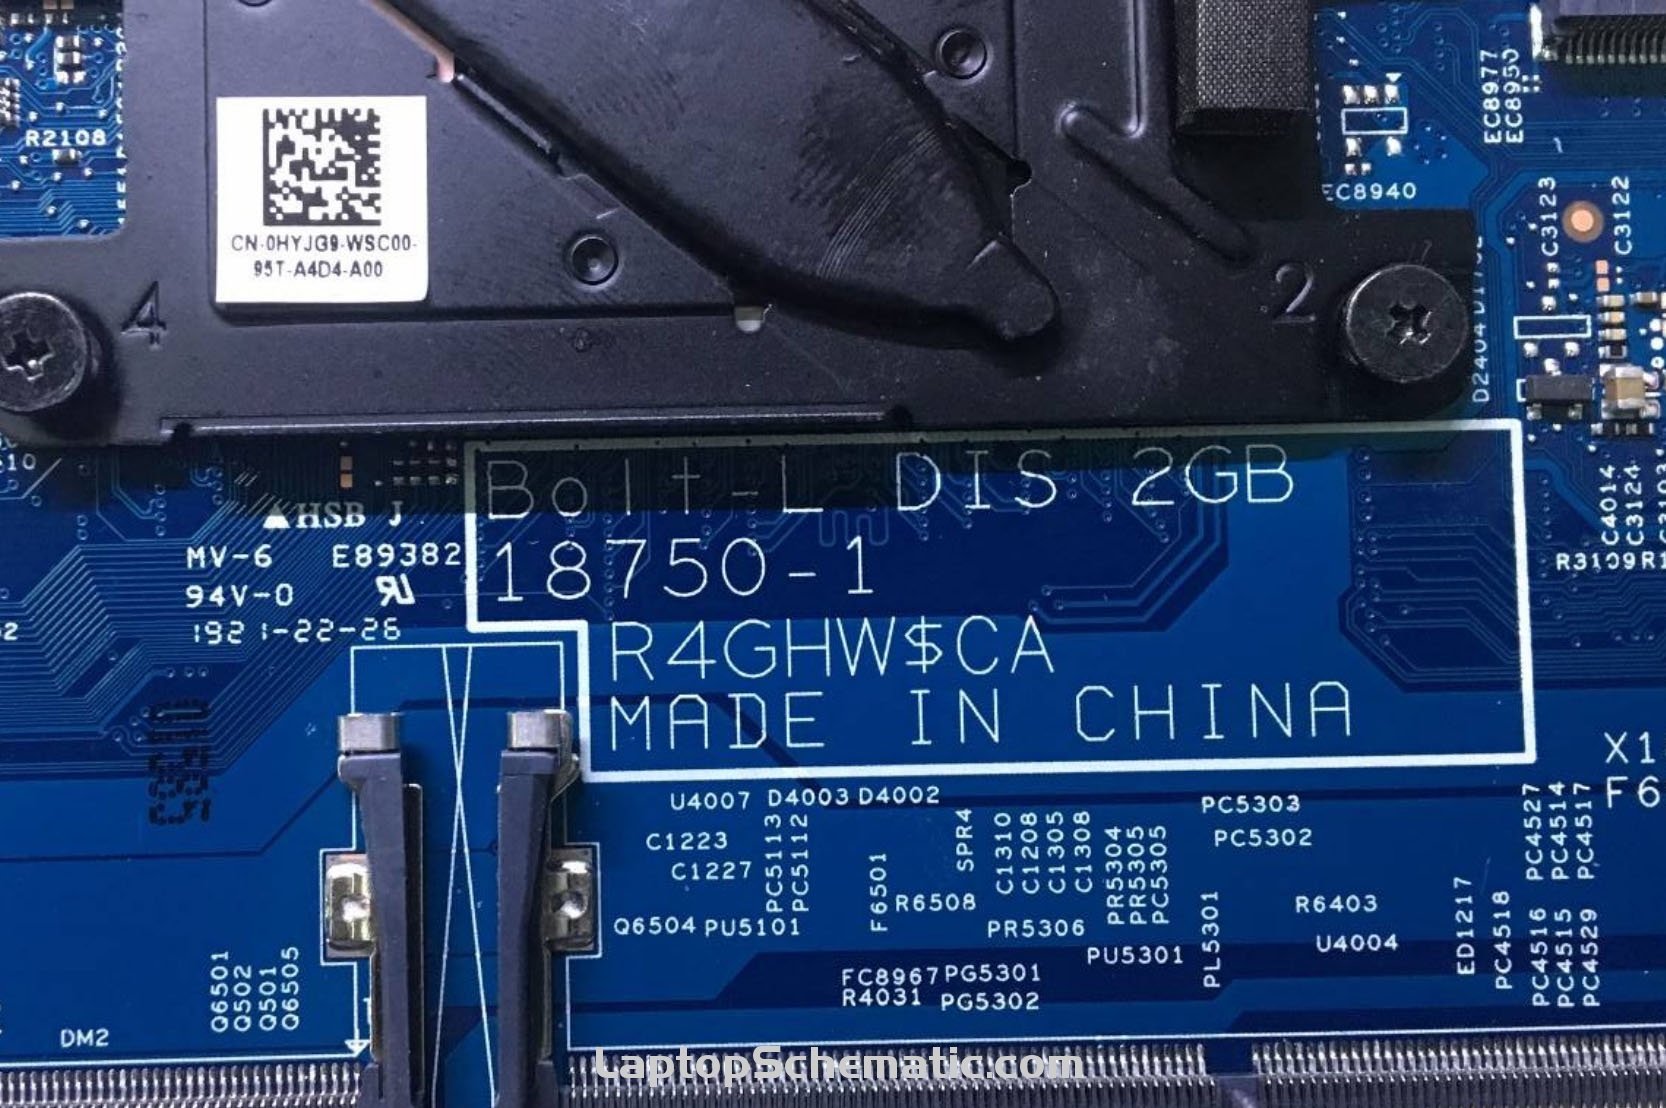 R2108
CN-0HYJG9-WSC00-
95T-A4D4-A00
4
2
EC8977
EC8950
EC8940
C3123
C3122
D2404
Bolt-L DIS 2GB
18750-1
R4GHW$CA
MADE IN CHINA
HSB J
MV-6 E89382
94V-0
1921-22-26
C4014
C3124
C3103
R3109
X1
F6
U4007 D4003 D4002
C1223
C1227
PC5113
PC5112
Q6504 PU5101
F6501
R6508
SPR4
C1310
C1208
C1305
C1308
PR5304
PR5305
PC5305
PR5306
PC5303
PC5302
PU5301
PL5301
R6403
U4004
ED1217
PC4518
PC4527
PC4514
PC4517
PC4516
PC4515
PC4529
FC8967 PG5301
R4031 PG5302
Q6501
Q502
Q501
Q6505
DM2
LaptopSchematic.com